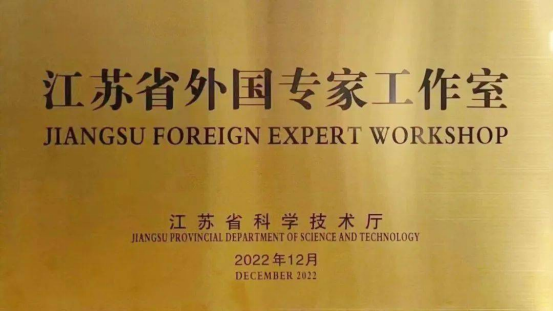 江苏省外国专家工作室
JIANGSU FOREIGN EXPERT WORKSHOP
江苏省科学技术厅
JIANGSU PROVINCIAL DEPARTMENT OF SCIENCE AND TECHNOLOGY
2022年12月
DECEMBER 2022